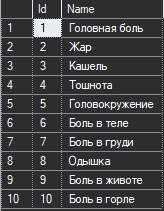 Id Name
1 1 Головная боль
2 2 Жар
3 3 Кашель
4 4 Тошнота
5 5 Головокружение
6 6 Боль в теле
7 7 Боль в груди
8 8 Одышка
9 9 Боль в животе
10 10 Боль в горле